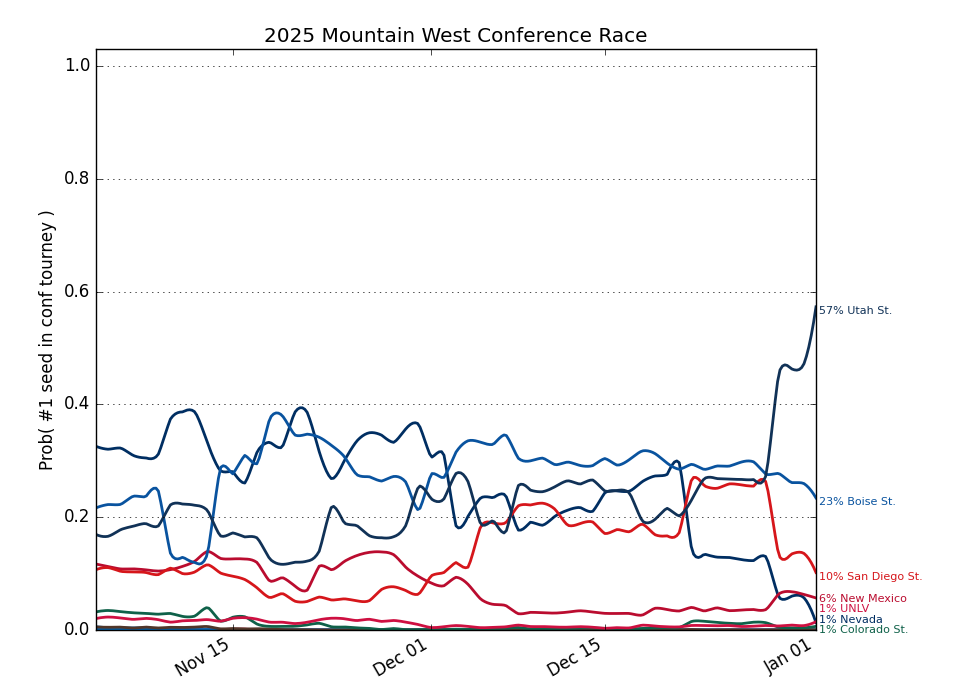 2025 Mountain West Conference Race
Prob( #1 seed in conf tourney )
1.0
0.8
0.6
0.4
0.2
0.0
Nov 15
Dec 01
Dec 15
Jan 01
57% Utah St.
23% Boise St.
10% San Diego St.
6% New Mexico
1% UNLV
1% Nevada
1% Colorado St.